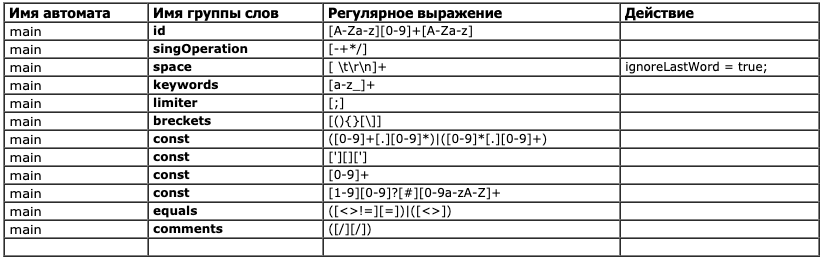 Имя автомата Имя группы слов Регулярное выражение Действие
main id [A-Za-z][0-9]+[A-Za-z]
main singOperation [-+*/]
main space [ \t\r\n]+ ignoreLastWord = true;
main keywords [a-z_]+
main limiter [;]
main breckets [(){}[\]]
main const ([0-9]+[.][0-9]*)|([0-9]*[.][0-9]+)
main const ['][]['] 
main const [0-9]+
main const [1-9][0-9]?[#][0-9a-zA-Z]+
main equals ([<>!=][=])|([<>])
main comments ([/][/])